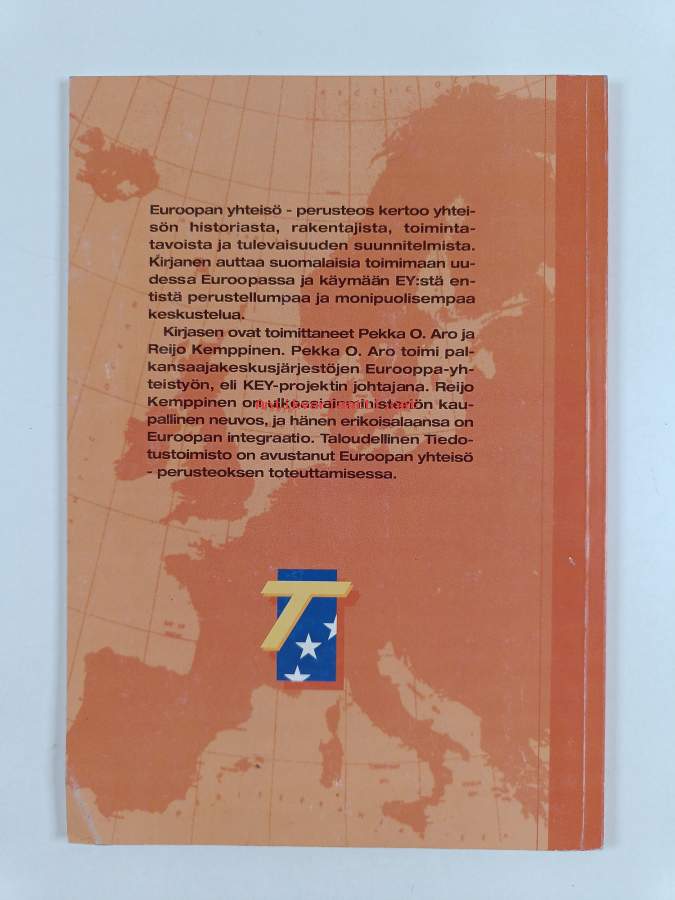 ARCTIC O
Euroopan yhteisö - perusteos kertoo yhtei-
sön historiasta, rakentajista, toiminta-
tavoista ja tulevaisuuden suunnitelmista.
Kirjanen auttaa suomalaisia toimimaan uu-
dessa Euroopassa ja käymään EY:stä en-
tistä perustellumpaa ja monipuolisempaa
keskustelua.
Kirjasen ovat toimittaneet Pekka O. Aro ja
Reijo Kemppinen. Pekka O. Aro toimi pal-
kansaajakeskusjärjestöjen Eurooppa-yh-
teistyön, eli KEY-projektin johtajana. Reijo
Kemppinen on ulkoasiainministeriön kau-
pallinen neuvos, ja hänen erikoisalaansa on
Euroopan integraatio. Taloudellinen Tiedo-
tustoimisto on avustanut Euroopan yhteisö
- perusteoksen toteuttamisessa.
T